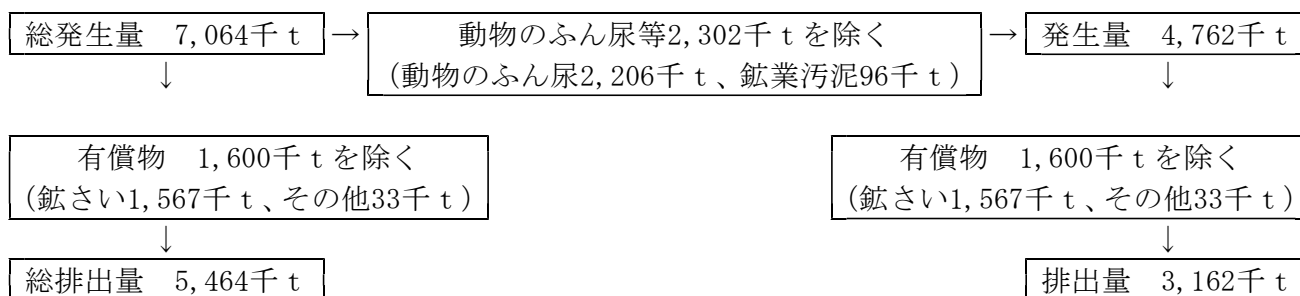 総発生量　7,064千ｔ → 動物のふん尿等2,302千ｔを除く → 発生量　4,762千ｔ
↓ （動物のふん尿2,206千ｔ、鉱業汚泥96千ｔ） ↓
有償物　1,600千ｔを除く 有償物　1,600千ｔを除く
（鉱さい1,567千ｔ、その他33千ｔ） （鉱さい1,567千ｔ、その他33千ｔ）
↓ ↓
総排出量　5,464千ｔ 排出量　3,162千ｔ